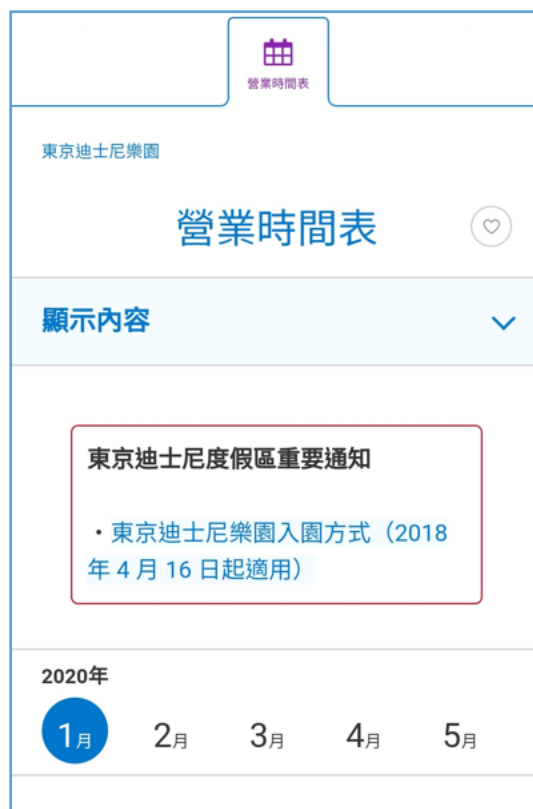 營業時間表
東京迪士尼樂園
營業時間表
顯示內容
東京迪士尼度假區重要通知
・東京迪士尼樂園入園方式（2018
年 4 月 16 日起適用）
2020年
1月 2月 3月 4月 5月